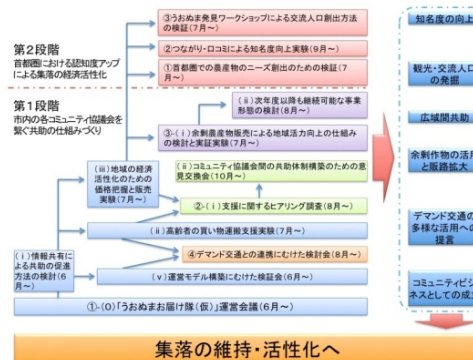 ③うおぬま発見ワークショップによる交流人口創出方法
の検証(7月~)
②つながり・口コミによる知名度向上実験(9月~)
①首都圏での農産物のニーズ創出のための検証(7
月~)
第2段階
首都圏における認知度アップ
による集落の経済活性化
第1段階
市内の各コミュニティ協議会を
繋ぐ共助の仕組みづくり
(ⅱ)次年度以降も継続可能な事業
形態の検討(8月~)
③-(ⅰ)余剰農産物販売による地域活力向上の仕組み
の検討と実証実験(7月~)
(ⅲ)地域の経済
活性化のための
価格把握と販売
実験(7月~)
(ⅱ)コミュニティ協議会間の共助体制構築のための意
見交換会(10月~)
②-(ⅰ)支援に関するヒアリング調査(8月~)
(ⅱ)高齢者の買い物運搬支援実験(7月~)
(ⅰ)情報共有に
よる共助の促進
方法の検討(6
月~)
④デマンド交通との連携にむけた検討会(8月~)
(ⅴ)運営モデル構築にむけた検証会(6月~)
①-(0)「うおぬまお届け隊(仮)」運営会議(6月~)
知名度の向上
観光・交流人口
の発掘
広域間共助
余剰作物の活用
と販路拡大
デマンド交通の
多様な活用への
提言
コミュニティビジ
ネスとしての成
集落の維持・活性化へ